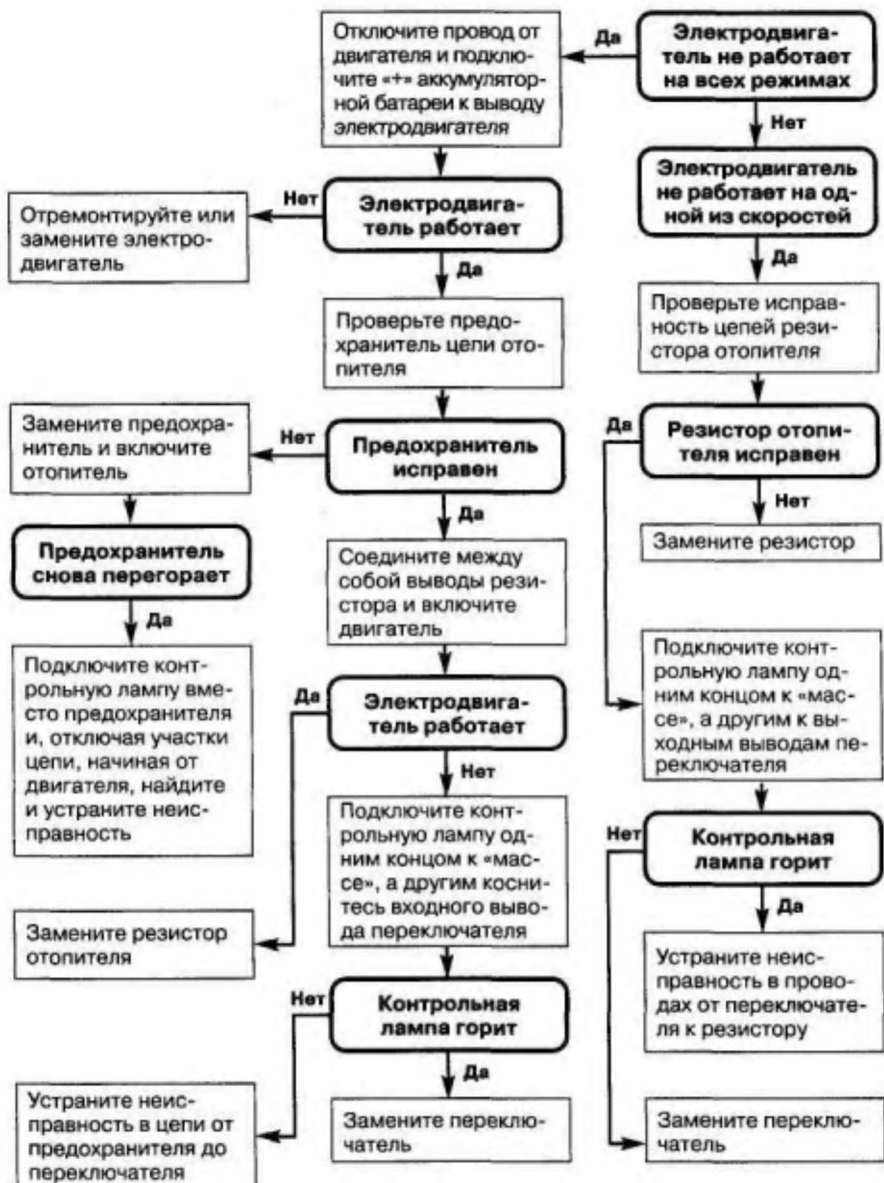 Электродвига-
тель не работает
на всех режимах
Да
Отключите провод от
двигателя и подклю-
чите «+» аккумулятор-
ной батареи к выводу
электродвигателя
Нет
Электродвигатель
не работает на од-
ной из скоростей
Электродвига-
тель работает
Нет
Отремонтируйте или
замените электро-
двигатель
Да
Да
Проверьте предо-
хранитель цепи ото-
пителя
Проверьте исправ-
ность цепей рези-
стора отопителя
Замените предохра-
нитель и включите
отопитель
Нет
Предохранитель
исправен
Да
Резистор отопи-
теля исправен
Да
Нет
Предохранитель
снова перегорает
Соедините между
собой выводы рези-
стора и включите
двигатель
Замените резистор
Да
Подключите конт-
рольную лампу вме-
сто предохранителя
и, отключая участки
цепи, начиная от
двигателя, найдите
и устраните неис-
правность
Да
Электродвига-
тель работает
Подключите конт-
рольную лампу од-
ним концом к «мас-
се», а другим к вы-
ходным выводам пе-
реключателя
Нет
Подключите конт-
рольную лампу од-
ним концом к «мас-
се», а другим косни-
тесь входного выво-
да переключателя
Нет
Контрольная
лампа горит
Да
Замените резистор
отопителя
Устраните неис-
правность в прово-
дах от переключате-
ля к резистору
Нет
Контрольная
лампа горит
Да
Устраните неис-
правность в цепи от
предохранителя до
переключателя
Замените переклю-
чатель
Замените переклю-
чатель